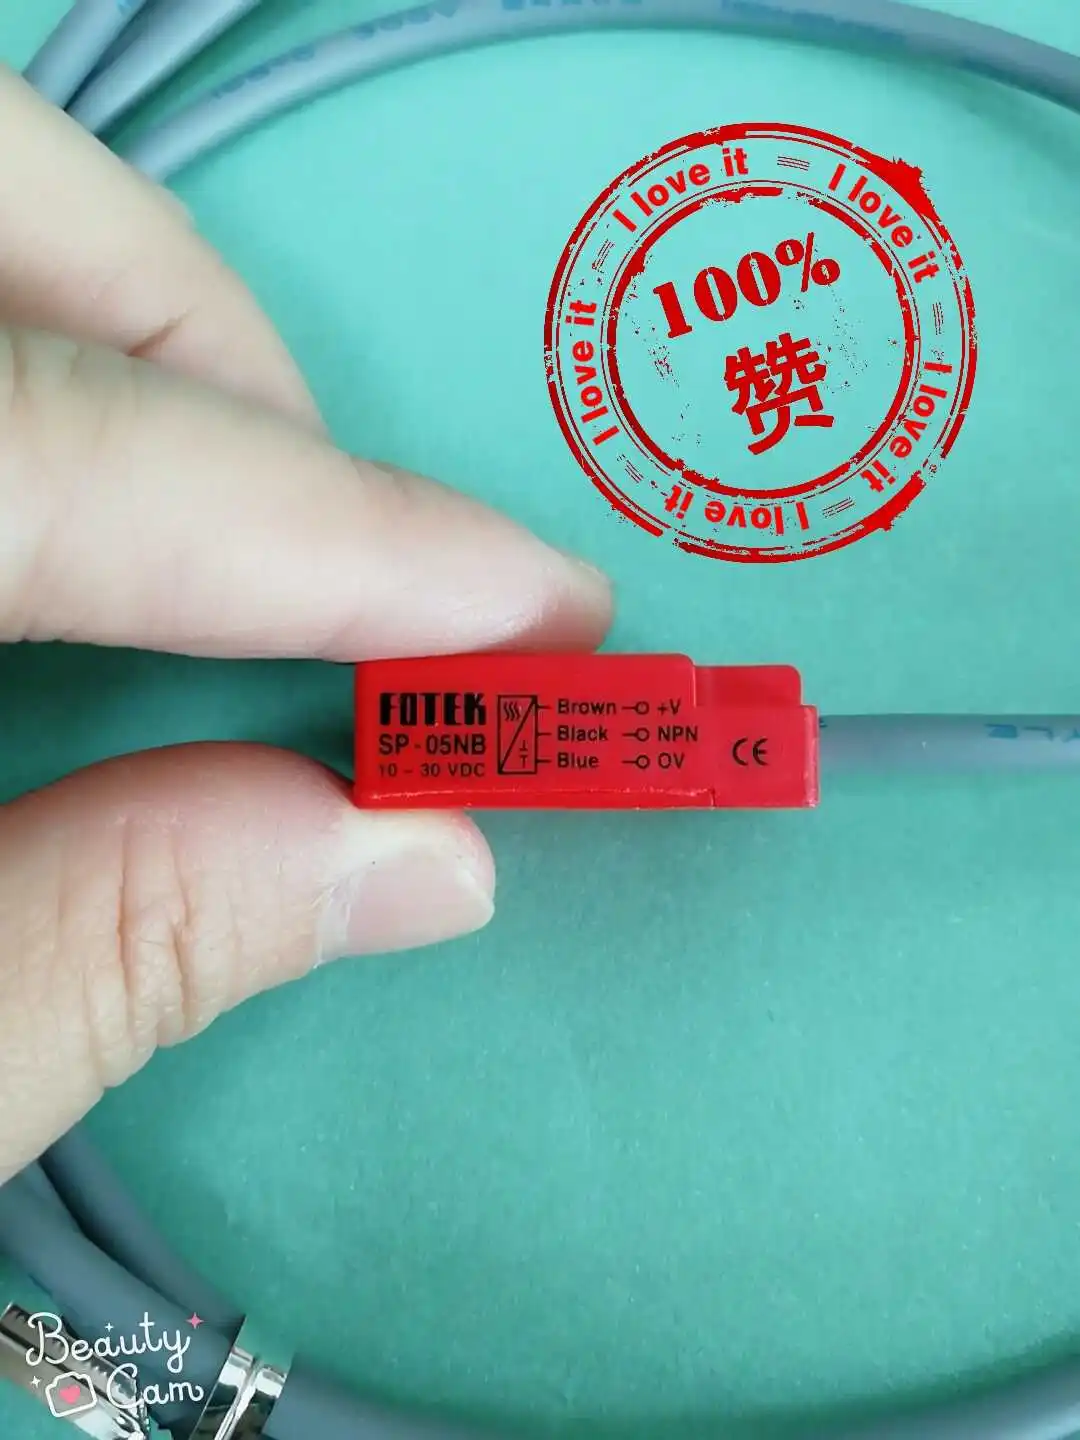 I love it = I love it = I love it = I love it = I love it =
100%
赞
FOTEK
SP-05NB
10-30 VDC
Brown +V
Black NPN
Blue OV
CE
YLE
Beauty
Cam